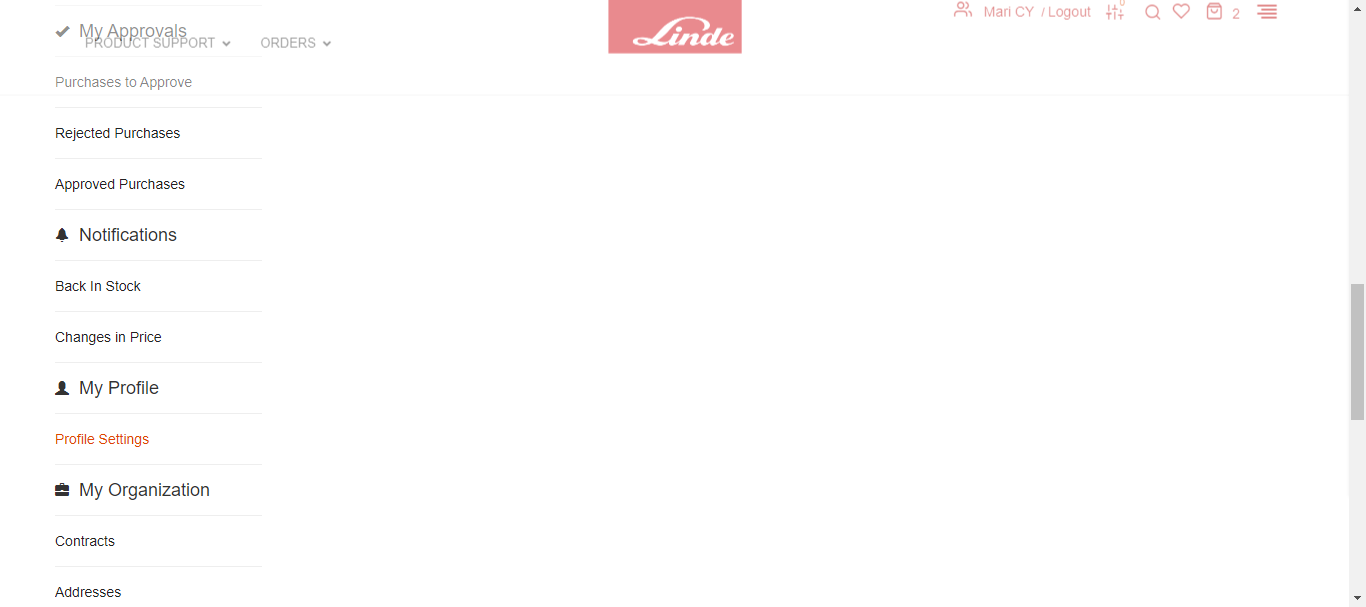 My Approvals
PRODUCT SUPPORT
ORDERS
Linde
Mari CY / Logout
0
2
Purchases to Approve
Rejected Purchases
Approved Purchases
Notifications
Back In Stock
Changes in Price
My Profile
Profile Settings
My Organization
Contracts
Addresses